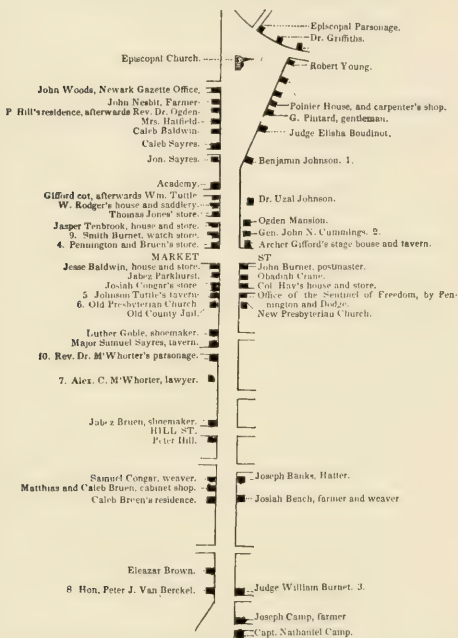 Episcopal Parsonage.
Dr. Griffiths.
Episcopal Church.
Robert Young.
John Woods, Newark Gazette Office,
John Nesbit, Farmer
P Hill's residence, afterwards Rev. Dr. Ogden
Mrs. Hatfield
Caleb Baldwin
Caleb Sayres
Jon. Sayres.
Poinier House, and carpenter's shop.
G. Pintard, gentleman.
Judge Elisha Boudinot,
Benjamin Johnson. 1.
Academy
Gifford cot, afterwards Wm. Tuttle
W. Rodger's house and saddlery.
Thomas Jones' store.
Jasper Tenbrook, house and store.
9. Smith Burnet, watch store,
4. Pennington and Bruen's store.
Dr. Uzal Johnson.
Ogden Mansion.
Gen. John N. Cummings. 2.
Archer Gifford's stage house and tavern.
MARKET ST
Jesse Baldwin, house and store.
Jabez Parkhurst.
Josiah Congar's store
5 Johnson Tuttle's tavern
6. Old Presbyterian Church
Old County Jail.
John Burnet, postmaster.
Obadiah Crane.
Col. Hay's house and store,
Office of the Sentinel of Freedom, by Pen-
nington and Dodge.
New Presbyterian Church.
Luther Goble, shoemaker.
Major Samuel Sayres, tavern.
10. Rev. Dr. M'Whorter's parsonage.
7. Alex. C. M'Whorter, lawyer.
Jabez Bruen, shoemaker.
HILL ST.
Peter Hill.
Samuel Congar, weaver.
Matthias and Caleb Bruen, cabinet shop.
Caleb Bruen's residence.
Joseph Banks, Hatter.
Josiah Beach, farmer and weaver
Eleazar Brown.
8 Hon. Peter J. Van Berckel.
Judge William Burnet. 3.
Joseph Camp, farmer
Capt. Nathaniel Camp.